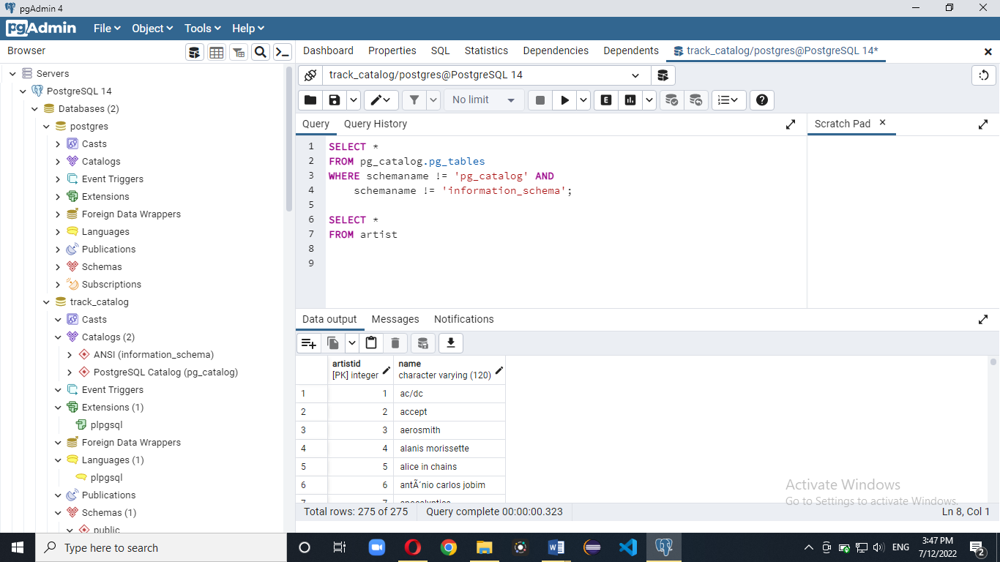 pgAdmin 4
pgAdmin File Object Tools Help
Browser
Dashboard Properties SQL Statistics Dependencies Dependents track_catalog/postgres@PostgreSQL 14*
Servers
PostgreSQL 14
Databases (2)
postgres
Casts
Catalogs
Event Triggers
Extensions
Foreign Data Wrappers
Languages
Publications
Schemas
Subscriptions
track_catalog
Casts
Catalogs (2)
ANSI (information_schema)
PostgreSQL Catalog (pg_catalog)
Event Triggers
Extensions (1)
plpgsql
Foreign Data Wrappers
Languages (1)
plpgsql
Publications
Schemas (1)
public
track_catalog/postgres@PostgreSQL 14
No limit E
Query Query History
Scratch Pad
1 SELECT *
2 FROM pg_catalog.pg_tables
3 WHERE schemaname != 'pg_catalog' AND
4 schemaname != 'information_schema';
5
6 SELECT *
7 FROM artist
8
9
Data output Messages Notifications
artistid name
[PK] integer character varying (120)
1 1 ac/dc
2 2 accept
3 3 aerosmith
4 4 alanis morissette
5 5 alice in chains
6 6 antÃ´nio carlos jobim
7 7 apocalyptica
Activate Windows
Go to Settings to activate Windows.
Total rows: 275 of 275 Query complete 00:00:00.323 Ln 8, Col 1
Type here to search
ENG
3:47 PM
7/12/2022
2